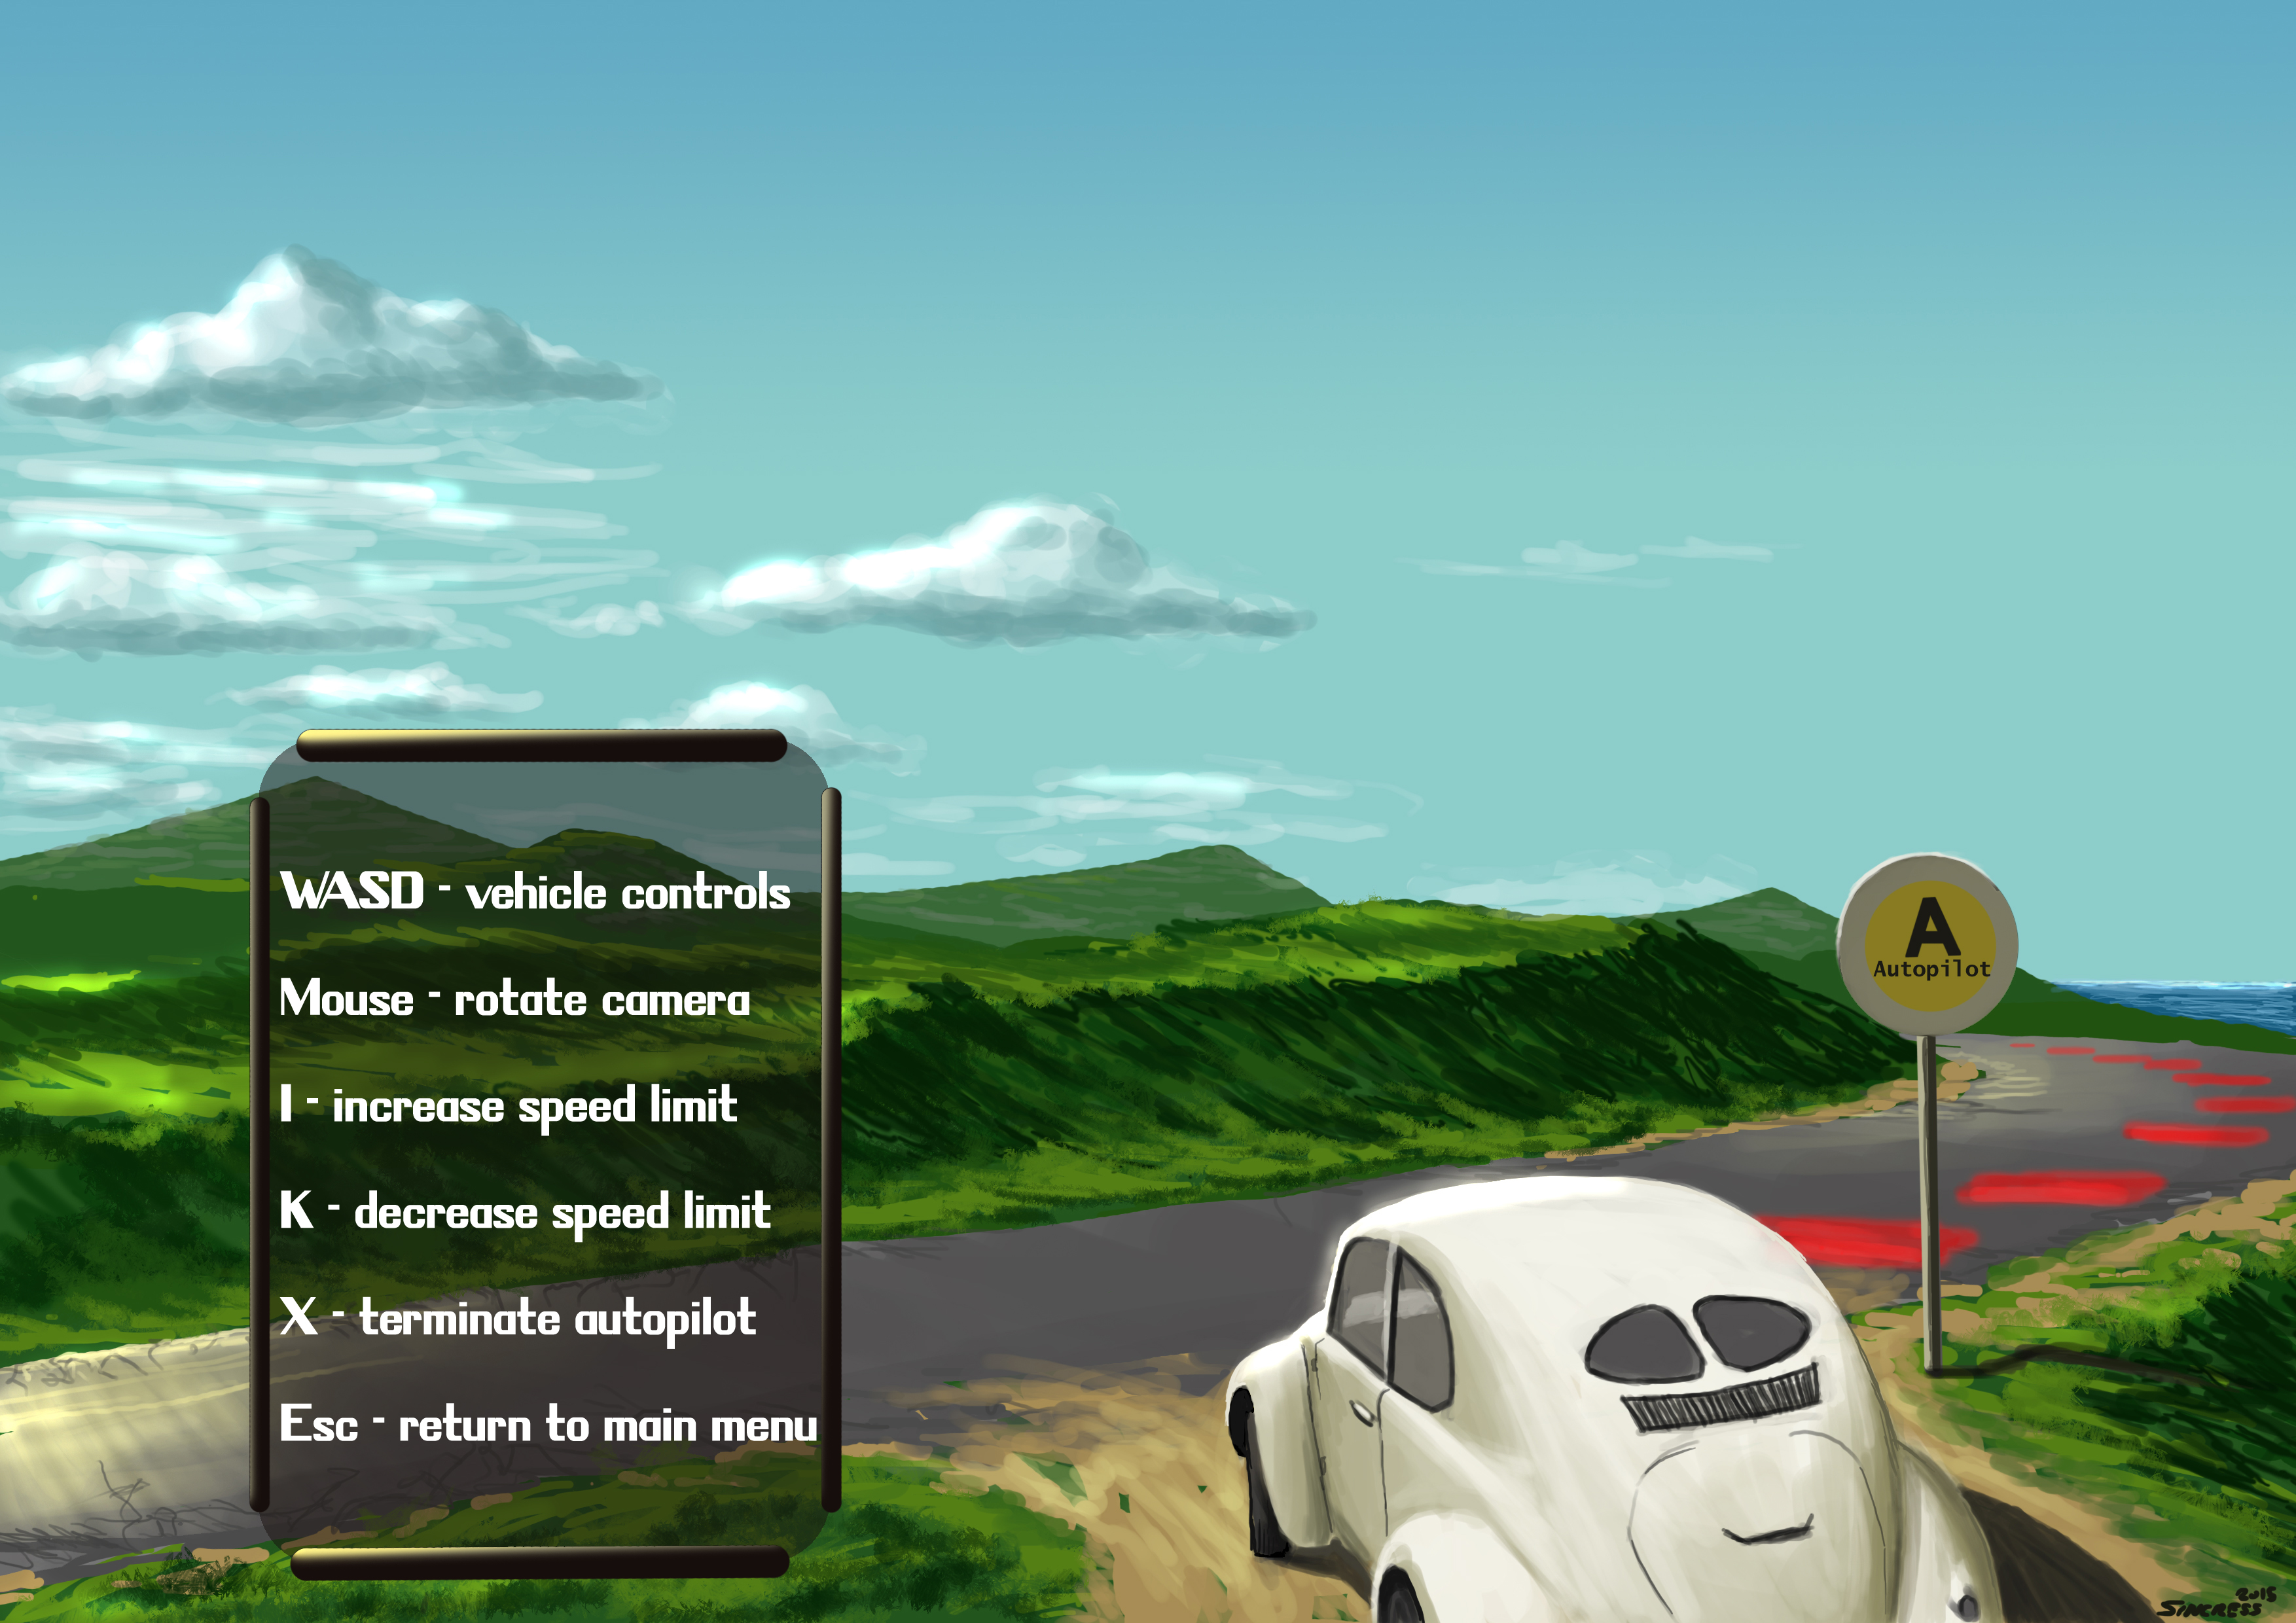 WASD - vehicle controls
Mouse - rotate camera
I - increase speed limit
K - decrease speed limit
X - terminate autopilot
Esc - return to main menu
A
Autopilot
2015
SINCRESS